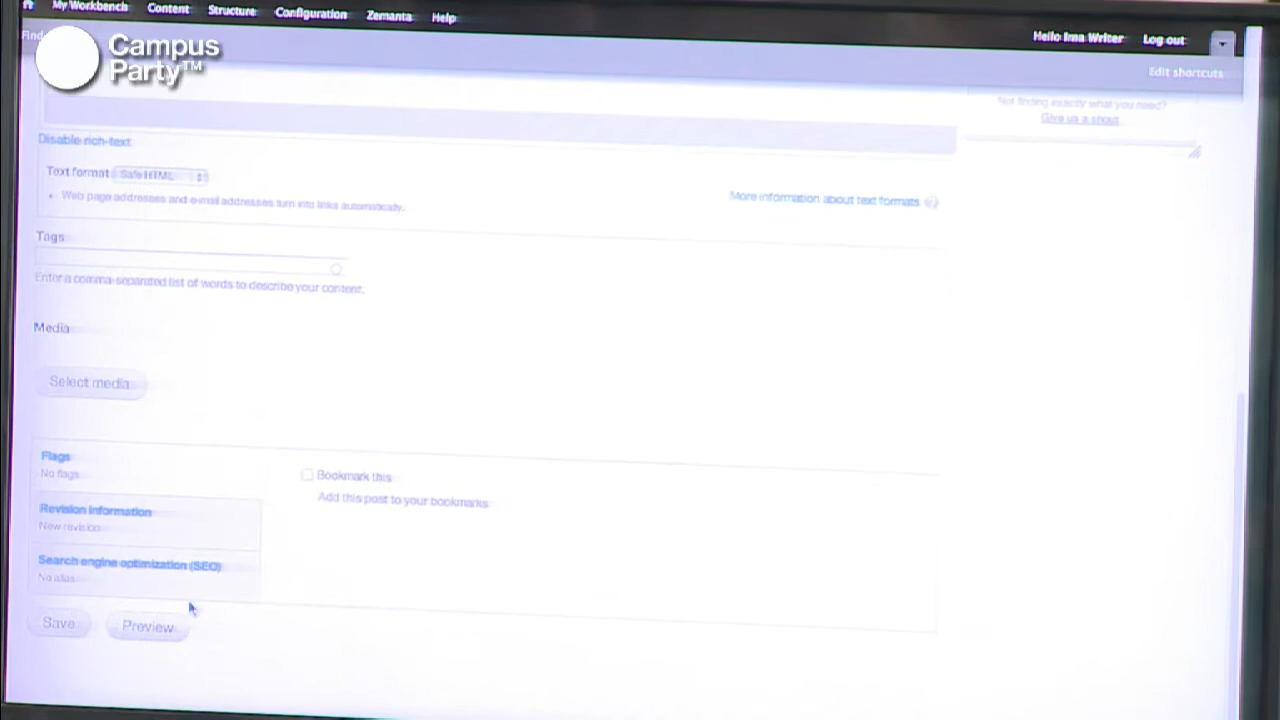 My Workbench Content Structure Configuration Zemanta Help
Find
Hello Ima Writer Log out
Campus
Party™
Edit shortcuts
Not finding exactly what you need?
Give us a shout.
Disable rich-text
Text format Safe HTML
Web page addresses and e-mail addresses turn into links automatically.
More information about text formats
Tags
Enter a comma-separated list of words to describe your content.
Media
Select media
Flags
No flags
Bookmark this
Add this post to your bookmarks
Revision information
New revision
Search engine optimization (SEO)
No alias
Save Preview